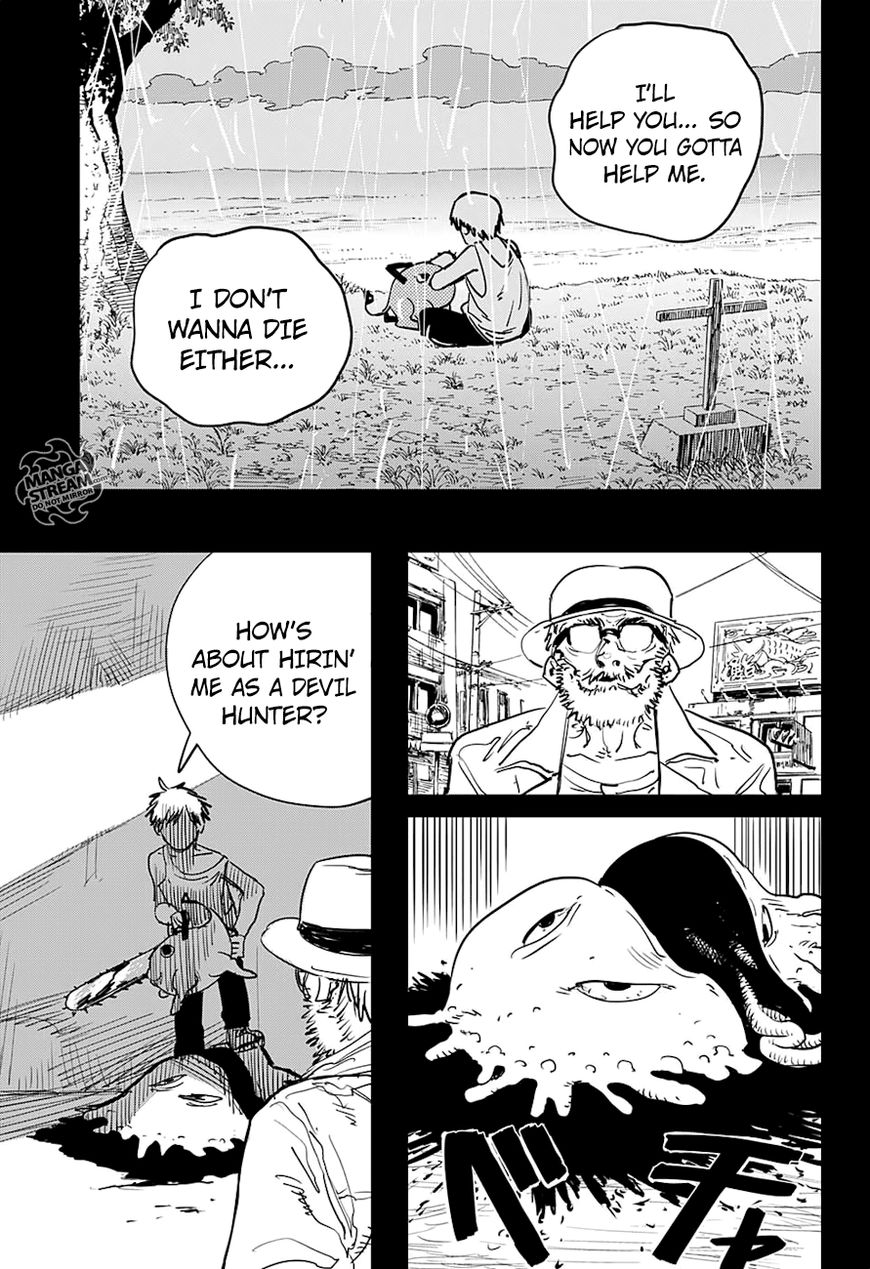 I'LL
HELP YOU... SO
NOW YOU GOTTA
HELP ME.
I DON'T
WANNA DIE
EITHER...
MANGA
STREAM
DO NOT MIRROR
HOW'S
ABOUT HIRIN'
ME AS A DEVIL
HUNTER?
ベチャ